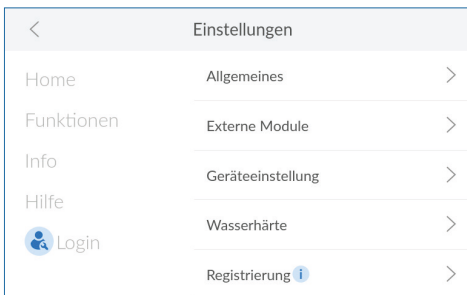 Einstellungen
Home
Funktionen
Info
Hilfe
Login
Allgemeines
Externe Module
Geräteeinstellung
Wasserhärte
Registrierung i